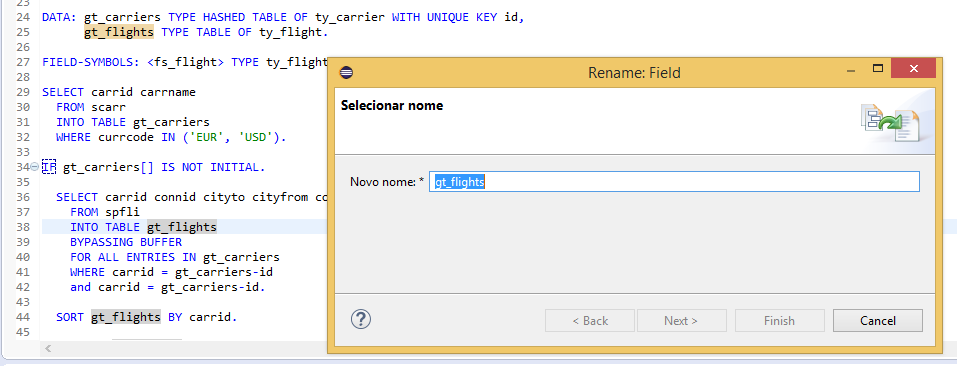 23
24 DATA: gt_carriers TYPE HASHED TABLE OF ty_carrier WITH UNIQUE KEY id,
25 gt_flights TYPE TABLE OF ty_flight.
26
27 FIELD-SYMBOLS: <fs_flight> TYPE ty_flight
28
29 SELECT carrid carrname
30 FROM scarr
31 INTO TABLE gt_carriers
32 WHERE currcode IN ('EUR', 'USD').
33
34 IF gt_carriers[] IS NOT INITIAL.
35
36 SELECT carrid connid cityto cityfrom co
37 FROM spfli
38 INTO TABLE gt_flights
39 BYPASSING BUFFER
40 FOR ALL ENTRIES IN gt_carriers
41 WHERE carrid = gt_carriers-id
42 and carrid = gt_carriers-id.
43
44 SORT gt_flights BY carrid.
45
Rename: Field
Selecionar nome
Novo nome: * gt_flights
< Back Next > Finish Cancel